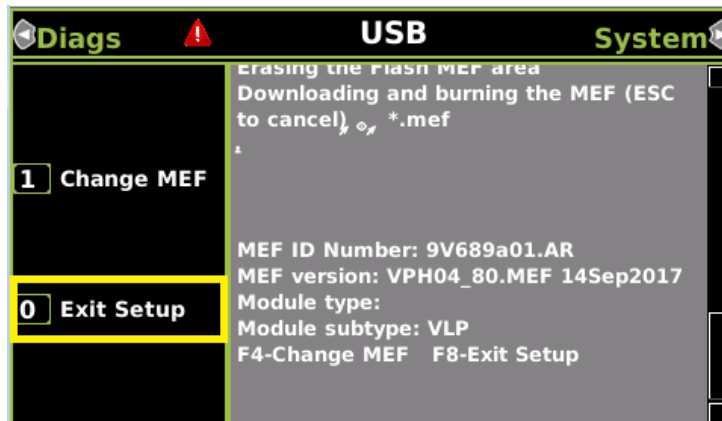 Diags USB System
Erasing the Flash MEF area
Downloading and burning the MEF (ESC
to cancel) *.mef
1 Change MEF
MEF ID Number: 9V689a01.AR
MEF version: VPH04_80.MEF 14Sep2017
0 Exit Setup
Module type:
Module subtype: VLP
F4-Change MEF F8-Exit Setup